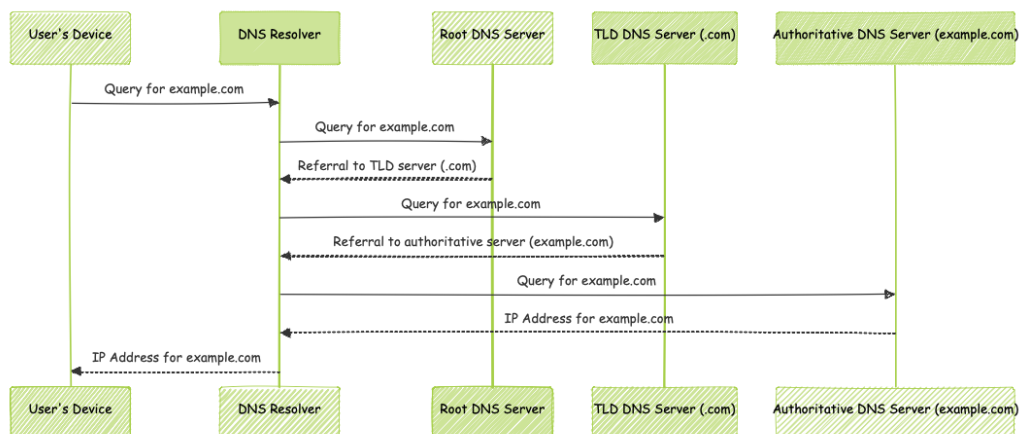 User's Device
DNS Resolver
Root DNS Server
TLD DNS Server (.com)
Authoritative DNS Server (example.com)
Query for example.com
Query for example.com
Referral to TLD server (.com)
Query for example.com
Referral to authoritative server (example.com)
Query for example.com
IP Address for example.com
IP Address for example.com
User's Device
DNS Resolver
Root DNS Server
TLD DNS Server (.com)
Authoritative DNS Server (example.com)